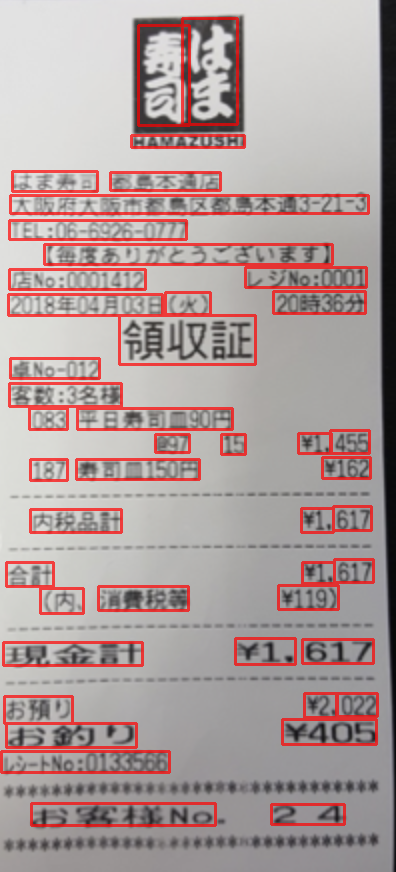 はま寿司
HAMAZUSHI
はま寿司 都島本通店
大阪府大阪市都島区都島本通3-21-3
TEL:06-6926-0777
【毎度ありがとうございます】
店No:0001412 レジNo:0001
2018年04月03日(火) 20時36分
領収証
卓No-012
客数:3名様
083 平日寿司皿90円
@97 15 ¥1,455
187 寿司皿150円 ¥162
内税品計 ¥1,617
合計 ¥1,617
(内、消費税等 ¥119)
現金計 ¥1,617
お預り ¥2,022
お釣り ¥405
レシートNo:0133566
***********************************
お客様No. 24
***********************************